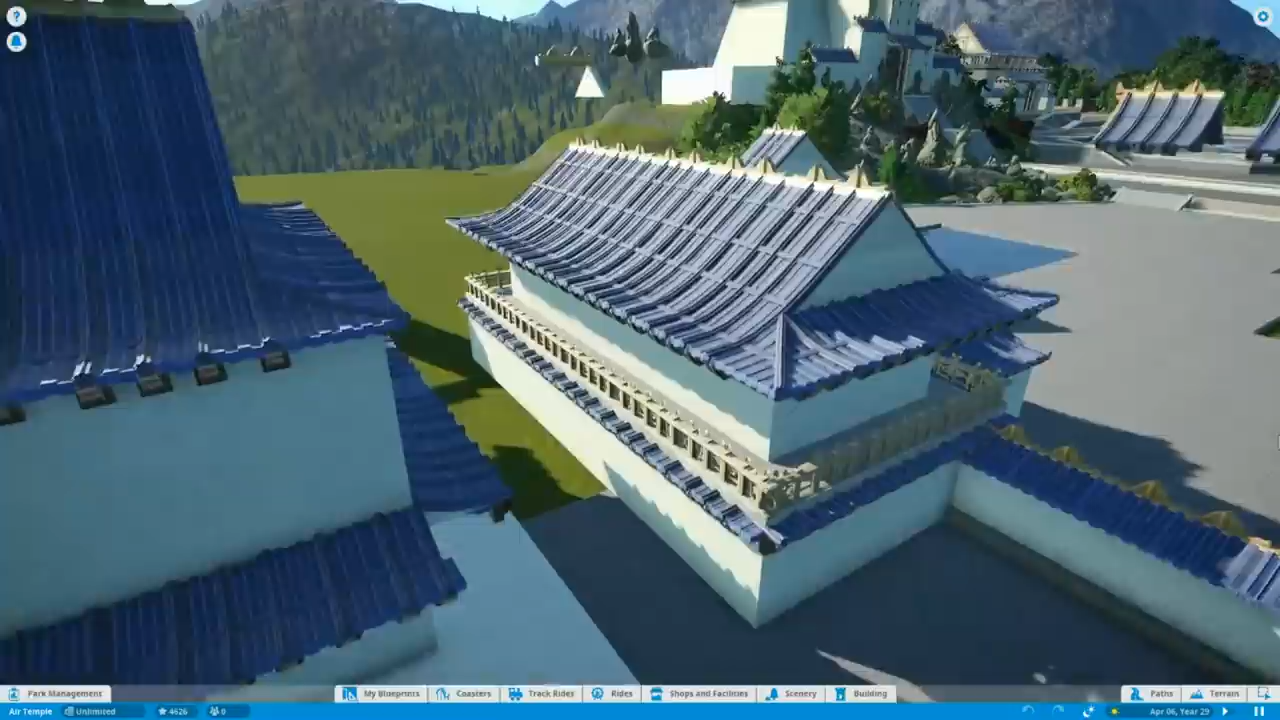 Park Management
My Blueprints
Coasters
Track Rides
Rides
Shops and Facilities
Scenery
Building
Paths
Terrain
Air Temple
Unlimited
4626
0
Apr 06, Year 29